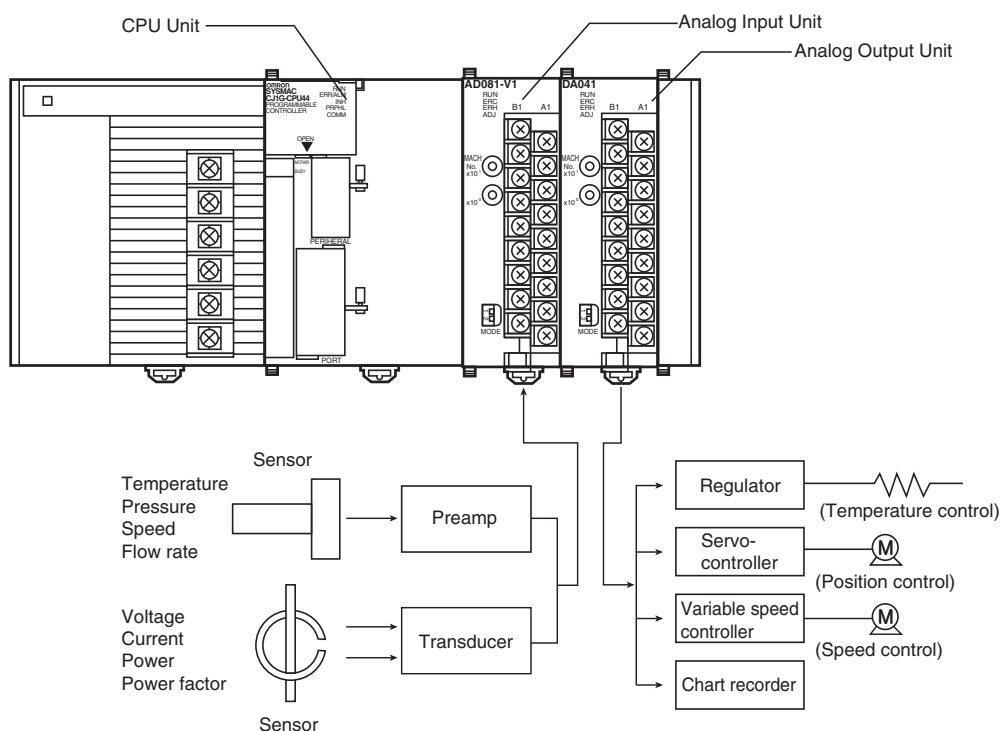 CPU Unit
Analog Input Unit
Analog Output Unit
omron
SYSMAC
CJ1G-CPU44
PROGRAMMABLE
CONTROLLER
RUN
ERR/ALM
INH
PRPHL
COMM
OPEN
MCPWR
BUSY
PERIPHERAL
PORT
AD081-V1
RUN
ERC
ERH
ADJ
B1 A1
MACH
No.
x10¹
x10⁰
MODE
DA041
RUN
ERC
ERH
ADJ
B1 A1
MACH
No.
x10¹
x10⁰
MODE
Sensor
Temperature
Pressure
Speed
Flow rate
Preamp
Voltage
Current
Power
Power factor
Transducer
Sensor
Regulator
(Temperature control)
Servo-
controller
M
(Position control)
Variable speed
controller
M
(Speed control)
Chart recorder